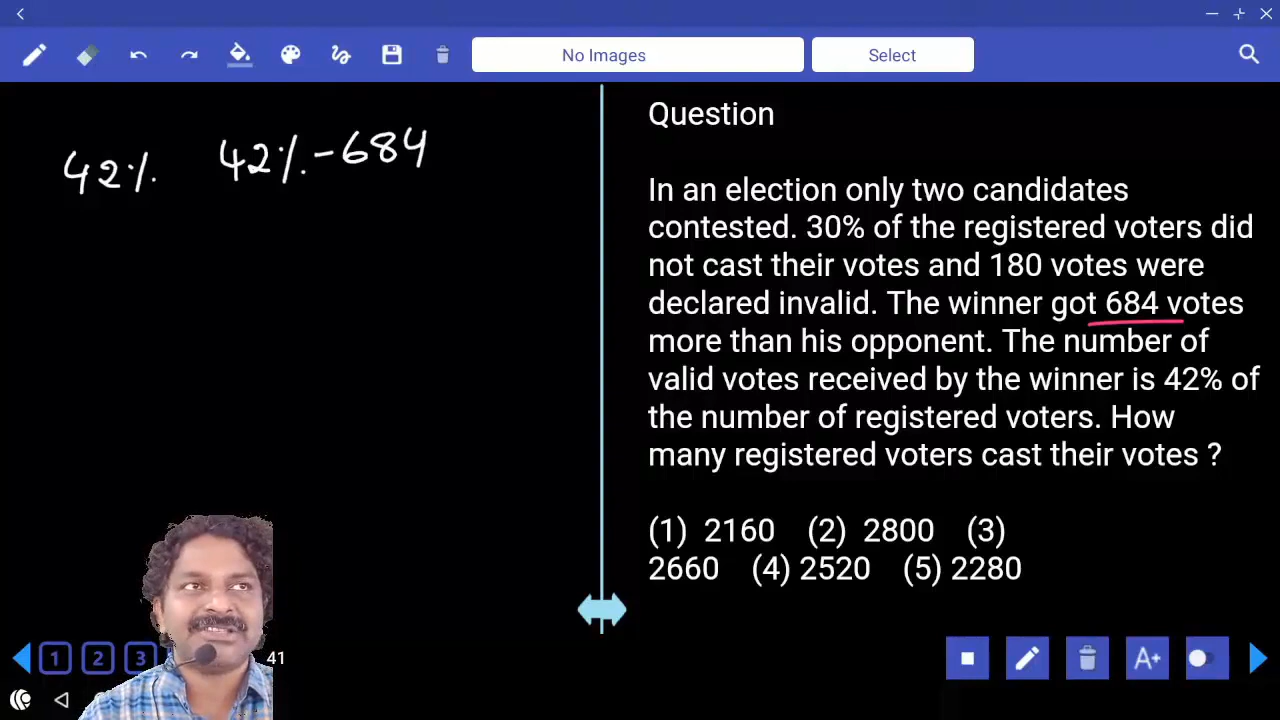 No Images
Select
42%. 42%. - 684
Question
In an election only two candidates
contested. 30% of the registered voters did
not cast their votes and 180 votes were
declared invalid. The winner got 684 votes
more than his opponent. The number of
valid votes received by the winner is 42% of
the number of registered voters. How
many registered voters cast their votes ?
(1) 2160 (2) 2800 (3)
2660 (4) 2520 (5) 2280
1 2 3 41
A+